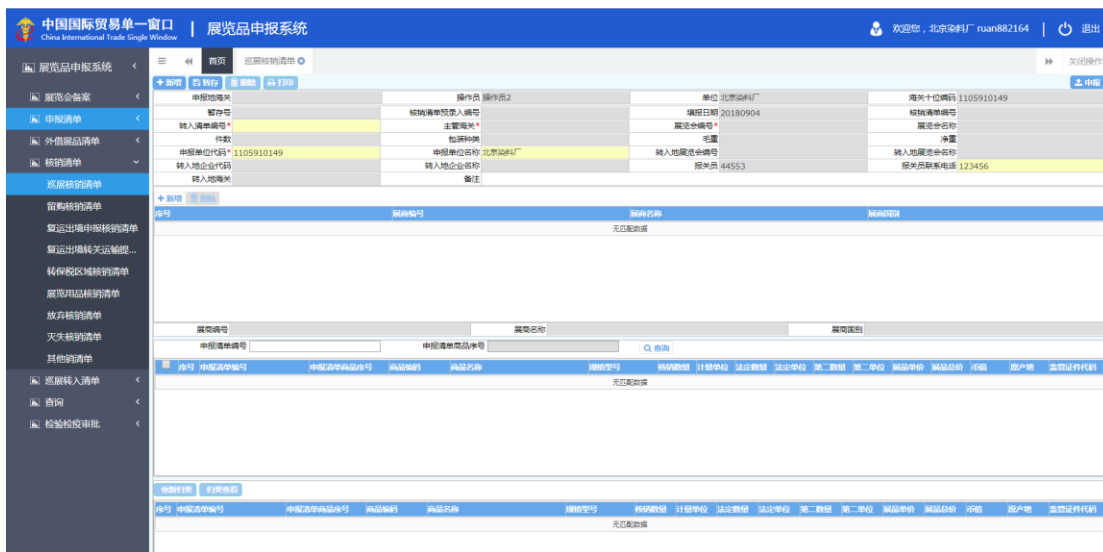 中国国际贸易单一窗口 | 展览品申报系统 欢迎您，北京染料厂 ruan882164 | 退出
China International Trade Single Window
展览品申报系统
展览会备案
申报清单
外借展品清单
核销清单
巡展核销清单
留购核销清单
复运出境申报核销清单
复运出境转关运输提...
转保税区域核销清单
展览用品核销清单
放弃核销清单
灭失核销清单
其他销清单
巡展转入清单
查询
检验检疫审批
首页 巡展核销清单 关闭操作
+新增 暂存 删除 打印 申报
申报地海关 操作员 操作员2 单位 北京染料厂 海关十位编码 1105910149
暂存号 核销清单预录入编号 填报日期 20180904 核销清单编号
转入清单编号* 主管海关* 展览会编号* 展览会名称
件数 包装种类 毛重 净重
申报单位代码* 1105910149 申报单位名称 北京染料厂 转入地展览会编号 转入地展览会名称
转入地企业代码 转入地企业名称 报关员 44553 报关员联系电话 123456
转入地海关 备注
+新增 删除
序号 展商编号 展商名称 展商国别
无匹配数据
展商编号 展商名称 展商国别
申报清单编号 申报清单商品序号 查询
序号 申报清单编号 申报清单商品序号 商品编码 商品名称 规格型号 核销数量 计量单位 法定数量 法定单位 第二数量 第二单位 展品单价 展品总价 币制 原产地 监管证件代码
无匹配数据
重新归类 归类查看
序号 申报清单编号 申报清单商品序号 商品编码 商品名称 规格型号 核销数量 计量单位 法定数量 法定单位 第二数量 第二单位 展品单价 展品总价 币制 原产地 监管证件代码
无匹配数据